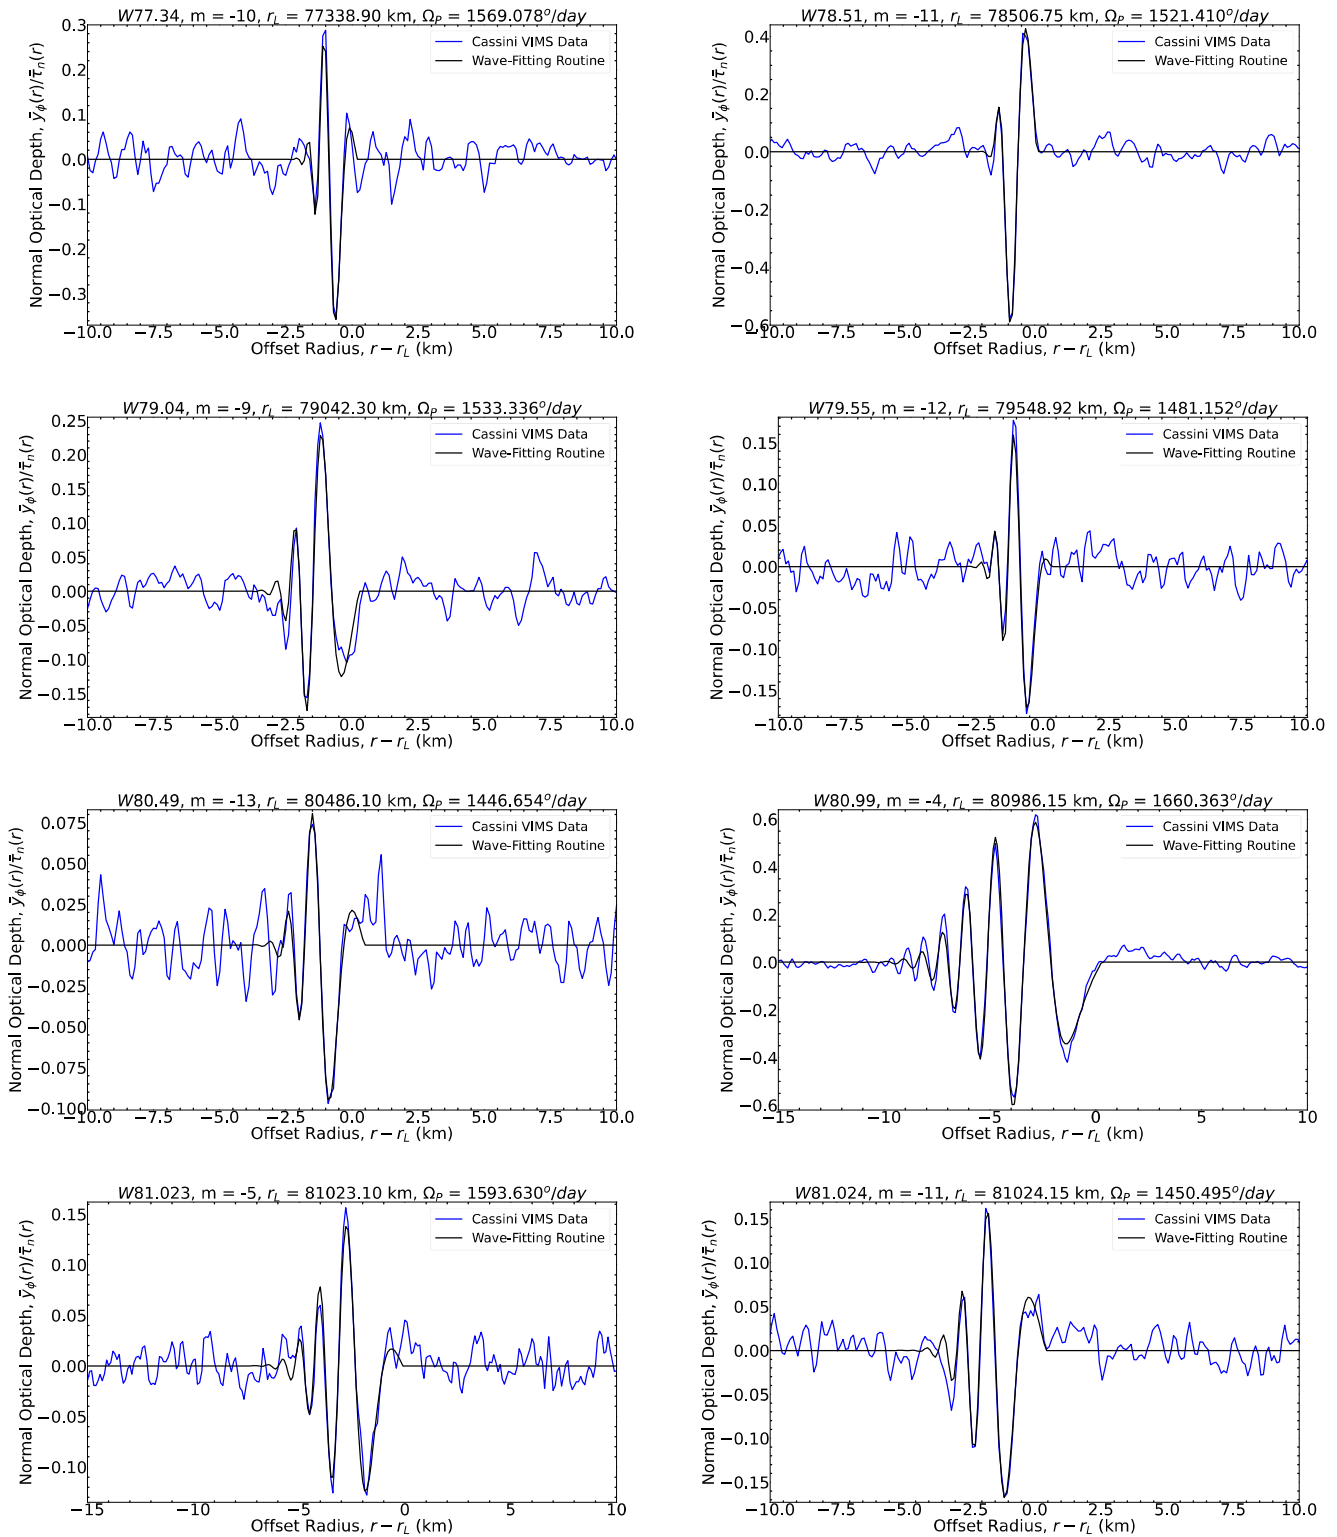 W77.34, m = -10, r_L = 77338.90 km, Ω_P = 1569.078°/day
Normal Optical Depth, ȳ_ϕ(r)/τ̄_n(r)
0.3
0.2
0.1
0.0
−0.1
−0.2
−0.3
Cassini VIMS Data
Wave-Fitting Routine
−10.0 −7.5 −5.0 −2.5 0.0 2.5 5.0 7.5 10.0
Offset Radius, r − r_L (km)
W78.51, m = -11, r_L = 78506.75 km, Ω_P = 1521.410°/day
Normal Optical Depth, ȳ_ϕ(r)/τ̄_n(r)
0.4
0.2
0.0
−0.2
−0.4
−0.6
Cassini VIMS Data
Wave-Fitting Routine
−10.0 −7.5 −5.0 −2.5 0.0 2.5 5.0 7.5 10.0
Offset Radius, r − r_L (km)
W79.04, m = -9, r_L = 79042.30 km, Ω_P = 1533.336°/day
Normal Optical Depth, ȳ_ϕ(r)/τ̄_n(r)
0.25
0.20
0.15
0.10
0.05
0.00
−0.05
−0.10
−0.15
Cassini VIMS Data
Wave-Fitting Routine
−10.0 −7.5 −5.0 −2.5 0.0 2.5 5.0 7.5 10.0
Offset Radius, r − r_L (km)
W79.55, m = -12, r_L = 79548.92 km, Ω_P = 1481.152°/day
Normal Optical Depth, ȳ_ϕ(r)/τ̄_n(r)
0.15
0.10
0.05
0.00
−0.05
−0.10
−0.15
Cassini VIMS Data
Wave-Fitting Routine
−10.0 −7.5 −5.0 −2.5 0.0 2.5 5.0 7.5 10.0
Offset Radius, r − r_L (km)
W80.49, m = -13, r_L = 80486.10 km, Ω_P = 1446.654°/day
Normal Optical Depth, ȳ_ϕ(r)/τ̄_n(r)
0.075
0.050
0.025
0.000
−0.025
−0.050
−0.075
−0.100
Cassini VIMS Data
Wave-Fitting Routine
−10.0 −7.5 −5.0 −2.5 0.0 2.5 5.0 7.5 10.0
Offset Radius, r − r_L (km)
W80.99, m = -4, r_L = 80986.15 km, Ω_P = 1660.363°/day
Normal Optical Depth, ȳ_ϕ(r)/τ̄_n(r)
0.6
0.4
0.2
0.0
−0.2
−0.4
−0.6
Cassini VIMS Data
Wave-Fitting Routine
−15 −10 −5 0 5 10
Offset Radius, r − r_L (km)
W81.023, m = -5, r_L = 81023.10 km, Ω_P = 1593.630°/day
Normal Optical Depth, ȳ_ϕ(r)/τ̄_n(r)
0.15
0.10
0.05
0.00
−0.05
−0.10
Cassini VIMS Data
Wave-Fitting Routine
−15 −10 −5 0 5 10
Offset Radius, r − r_L (km)
W81.024, m = -11, r_L = 81024.15 km, Ω_P = 1450.495°/day
Normal Optical Depth, ȳ_ϕ(r)/τ̄_n(r)
0.15
0.10
0.05
0.00
−0.05
−0.10
−0.15
Cassini VIMS Data
Wave-Fitting Routine
−10.0 −7.5 −5.0 −2.5 0.0 2.5 5.0 7.5 10.0
Offset Radius, r − r_L (km)